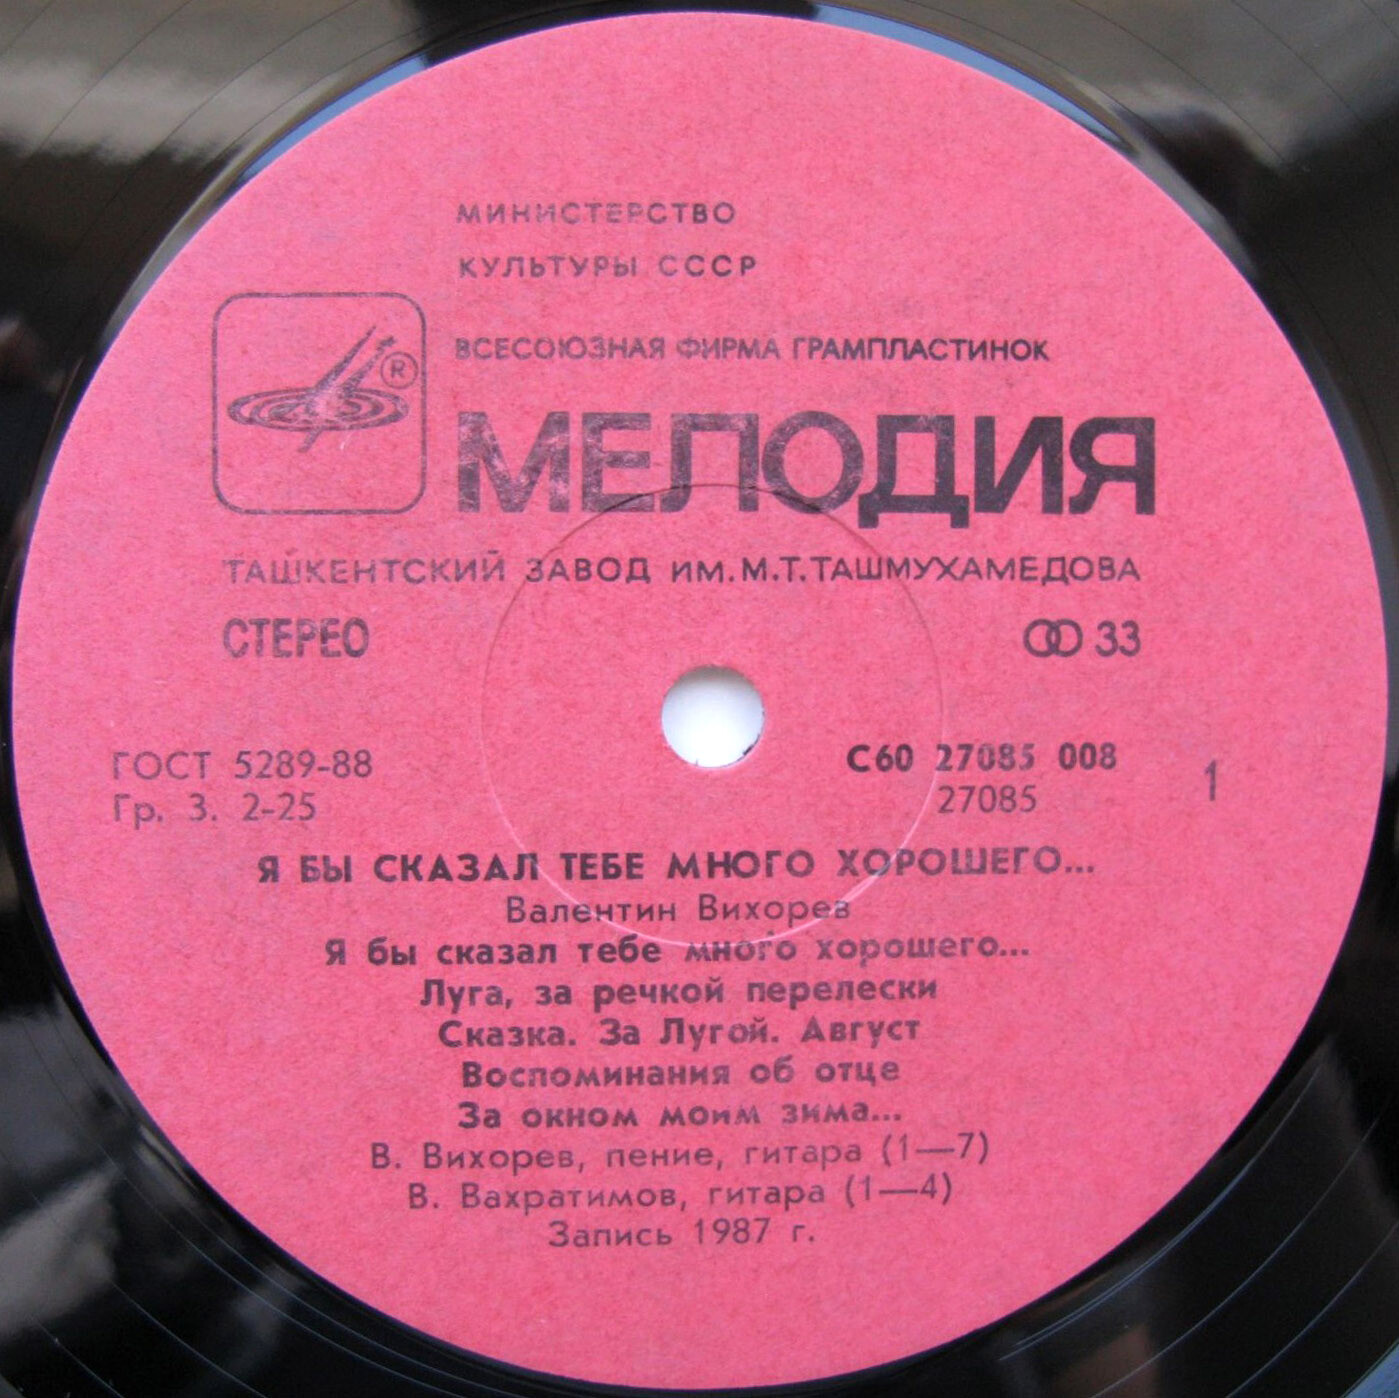 МИНИСТЕРСТВО
КУЛЬТУРЫ СССР
ВСЕСОЮЗНАЯ ФИРМА ГРАМПЛАСТИНОК
®
МЕЛОДИЯ
ТАШКЕНТСКИЙ ЗАВОД ИМ.М.Т.ТАШМУХАМЕДОВА
СТЕРЕО 33
ГОСТ 5289-88 С60 27085 008
Гр. 3. 2-25 27085 1
Я БЫ СКАЗАЛ ТЕБЕ МНОГО ХОРОШЕГО...
Валентин Вихорев
Я бы сказал тебе много хорошего...
Луга, за речкой перелески
Сказка. За Лугой. Август
Воспоминания об отце
За окном моим зима...
В. Вихорев, пение, гитара (1—7)
В. Вахратимов, гитара (1—4)
Запись 1987 г.